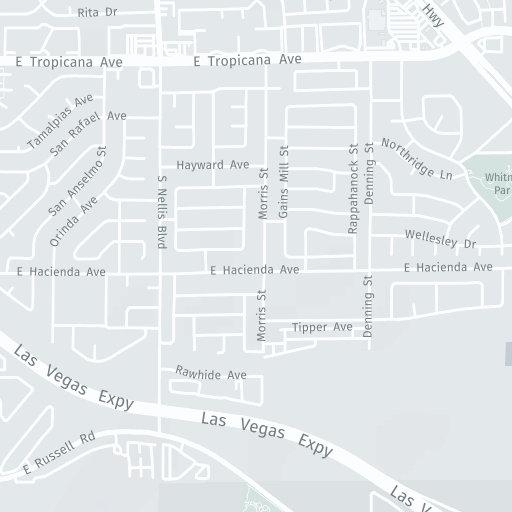 Rita Dr
Hwy
E Tropicana Ave
E Tropicana Ave
Tamalpias Ave
San Rafael Ave
Hayward Ave
Northridge Ln
San Anselmo St
Orinda Ave
S Nellis Blvd
Morris St
Gains Mill St
Rappahannock St
Denning St
Whitn
Par
Wellesley Dr
E Hacienda Ave
E Hacienda Ave
E Hacienda Ave
Morris St
Tipper Ave
Denning St
Las Vegas Expy
Rawhide Ave
Las Vegas Expy
E Russell Rd
Las V